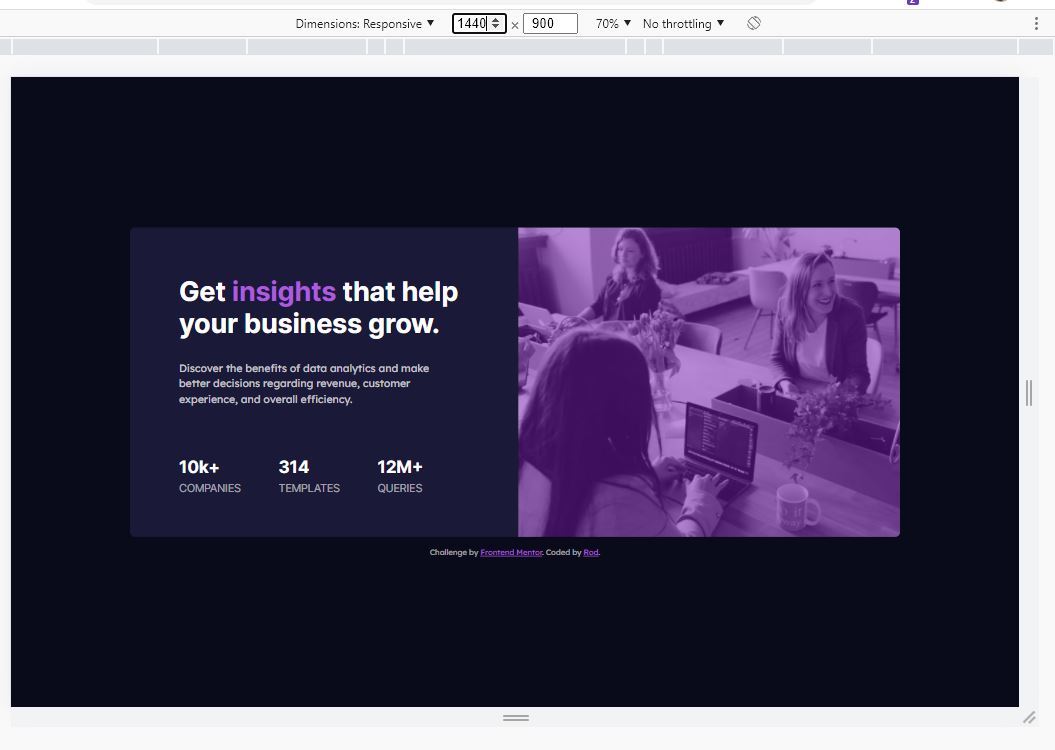 Dimensions: Responsive ▼ 1440 × 900 70% ▼ No throttling ▼
Get insights that help
your business grow.
Discover the benefits of data analytics and make
better decisions regarding revenue, customer
experience, and overall efficiency.
10k+ 314 12M+
COMPANIES TEMPLATES QUERIES
Challenge by Frontend Mentor. Coded by Rod.